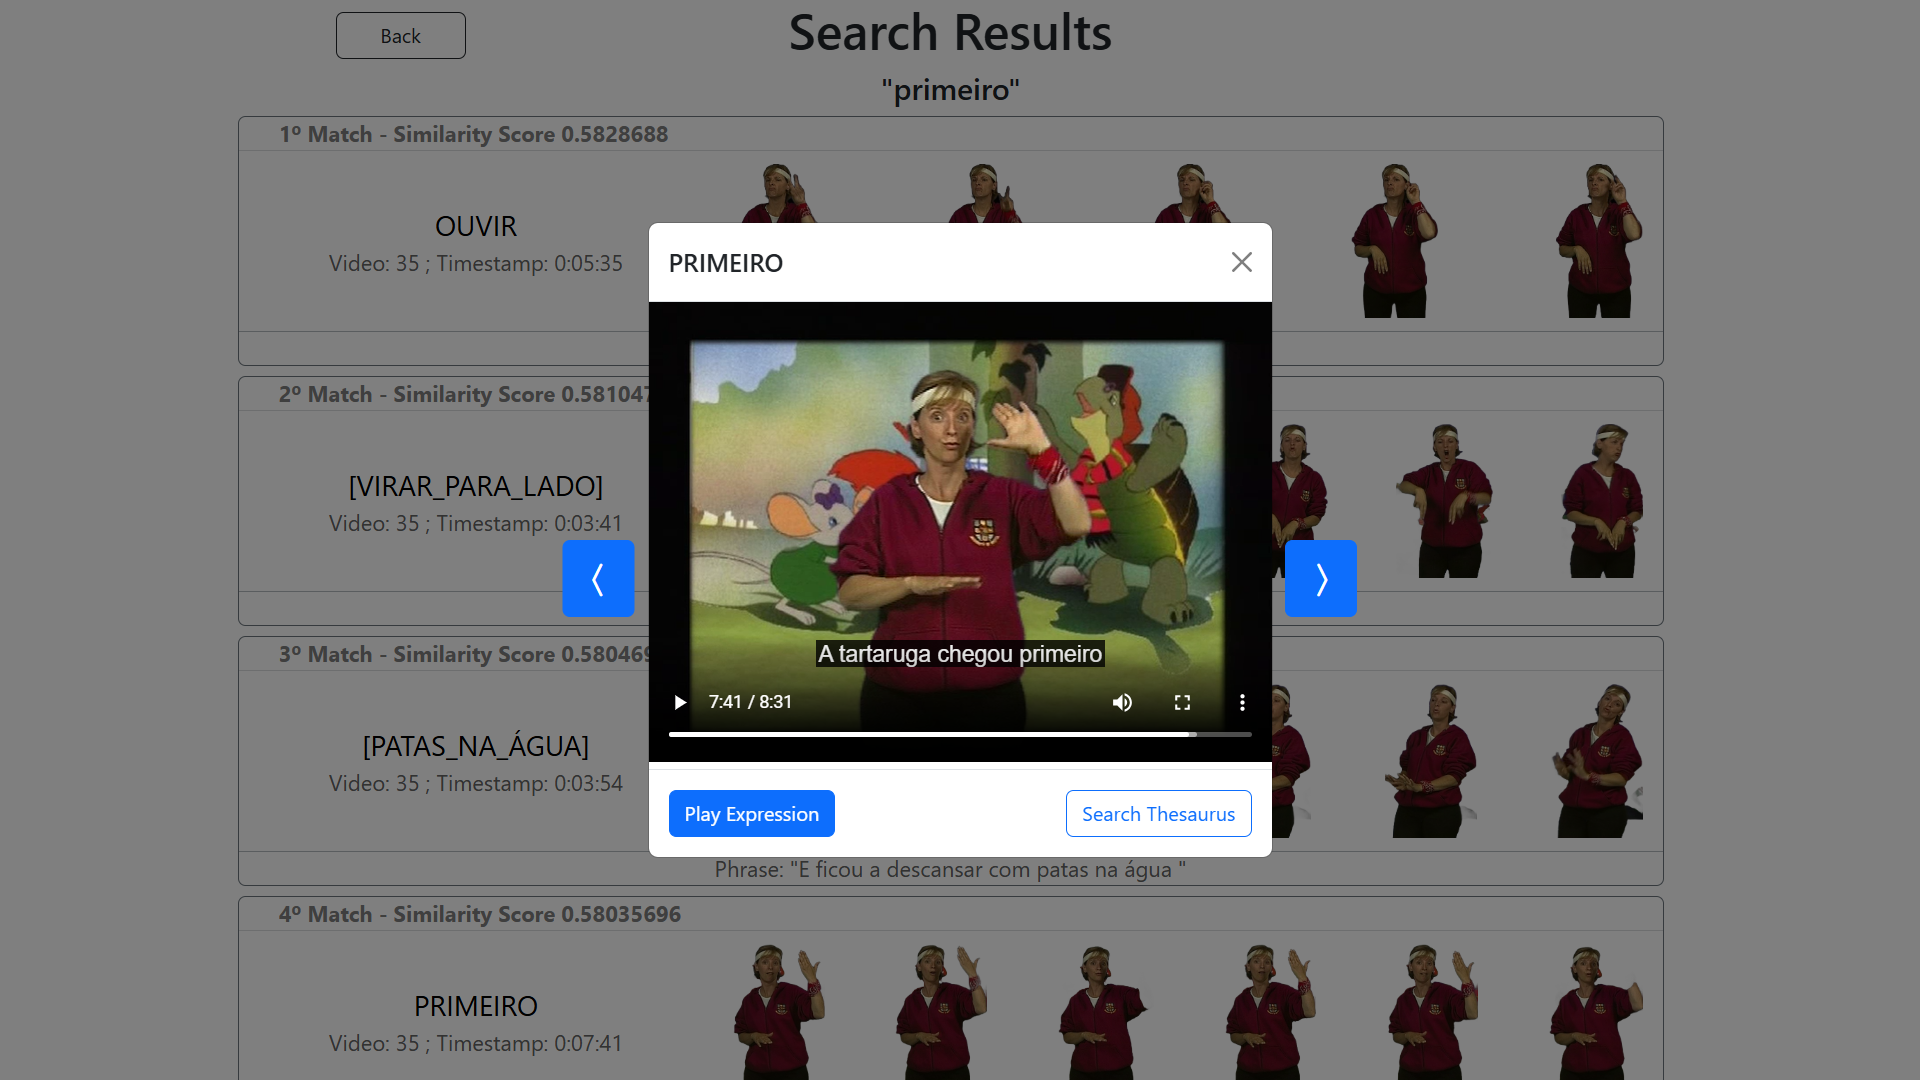 Back
Search Results
"primeiro"
1º Match - Similarity Score 0.5828688
OUVIR
Video: 35 ; Timestamp: 0:05:35
2º Match - Similarity Score 0.581047
[VIRAR_PARA_LADO]
Video: 35 ; Timestamp: 0:03:41
3º Match - Similarity Score 0.580469
[PATAS_NA_ÁGUA]
Video: 35 ; Timestamp: 0:03:54
Phrase: "E ficou a descansar com patas na água "
4º Match - Similarity Score 0.58035696
PRIMEIRO
Video: 35 ; Timestamp: 0:07:41
PRIMEIRO
A tartaruga chegou primeiro
7:41 / 8:31
Play Expression
Search Thesaurus